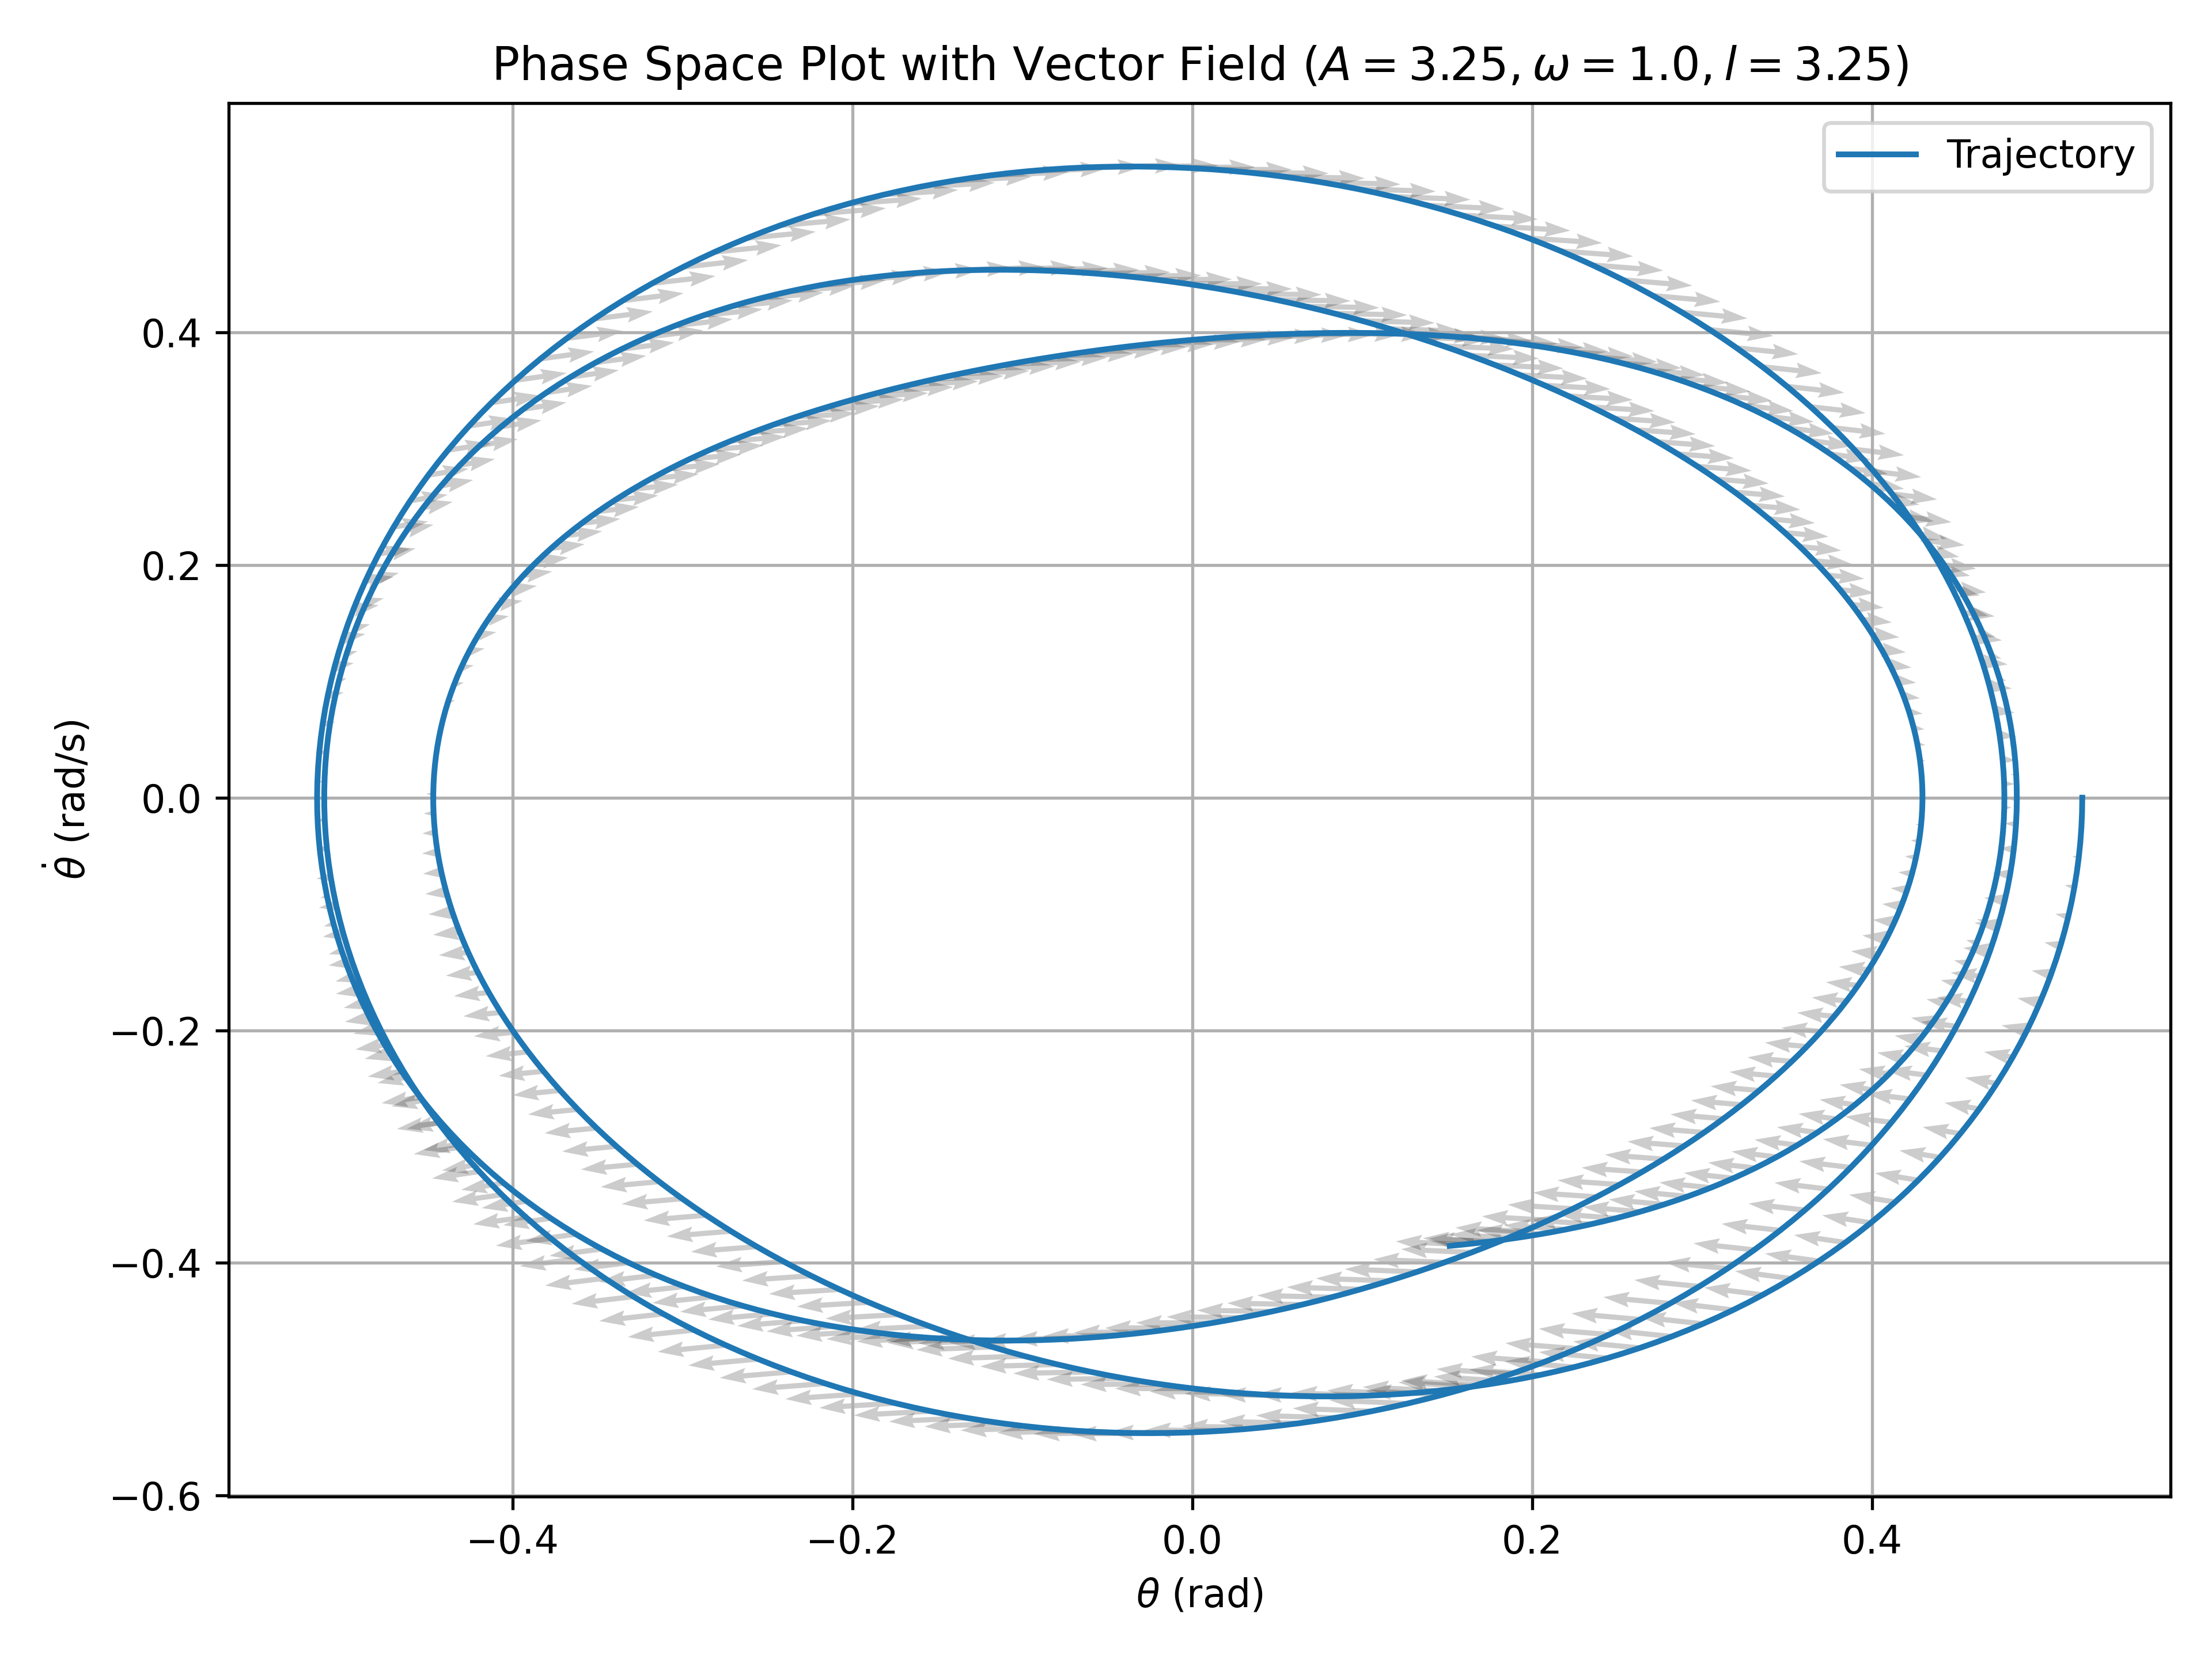 Phase Space Plot with Vector Field (A = 3.25, ω = 1.0, l = 3.25)
Trajectory
0.4
0.2
0.0
−0.2
−0.4
−0.6
θ̇ (rad/s)
−0.4 −0.2 0.0 0.2 0.4
θ (rad)